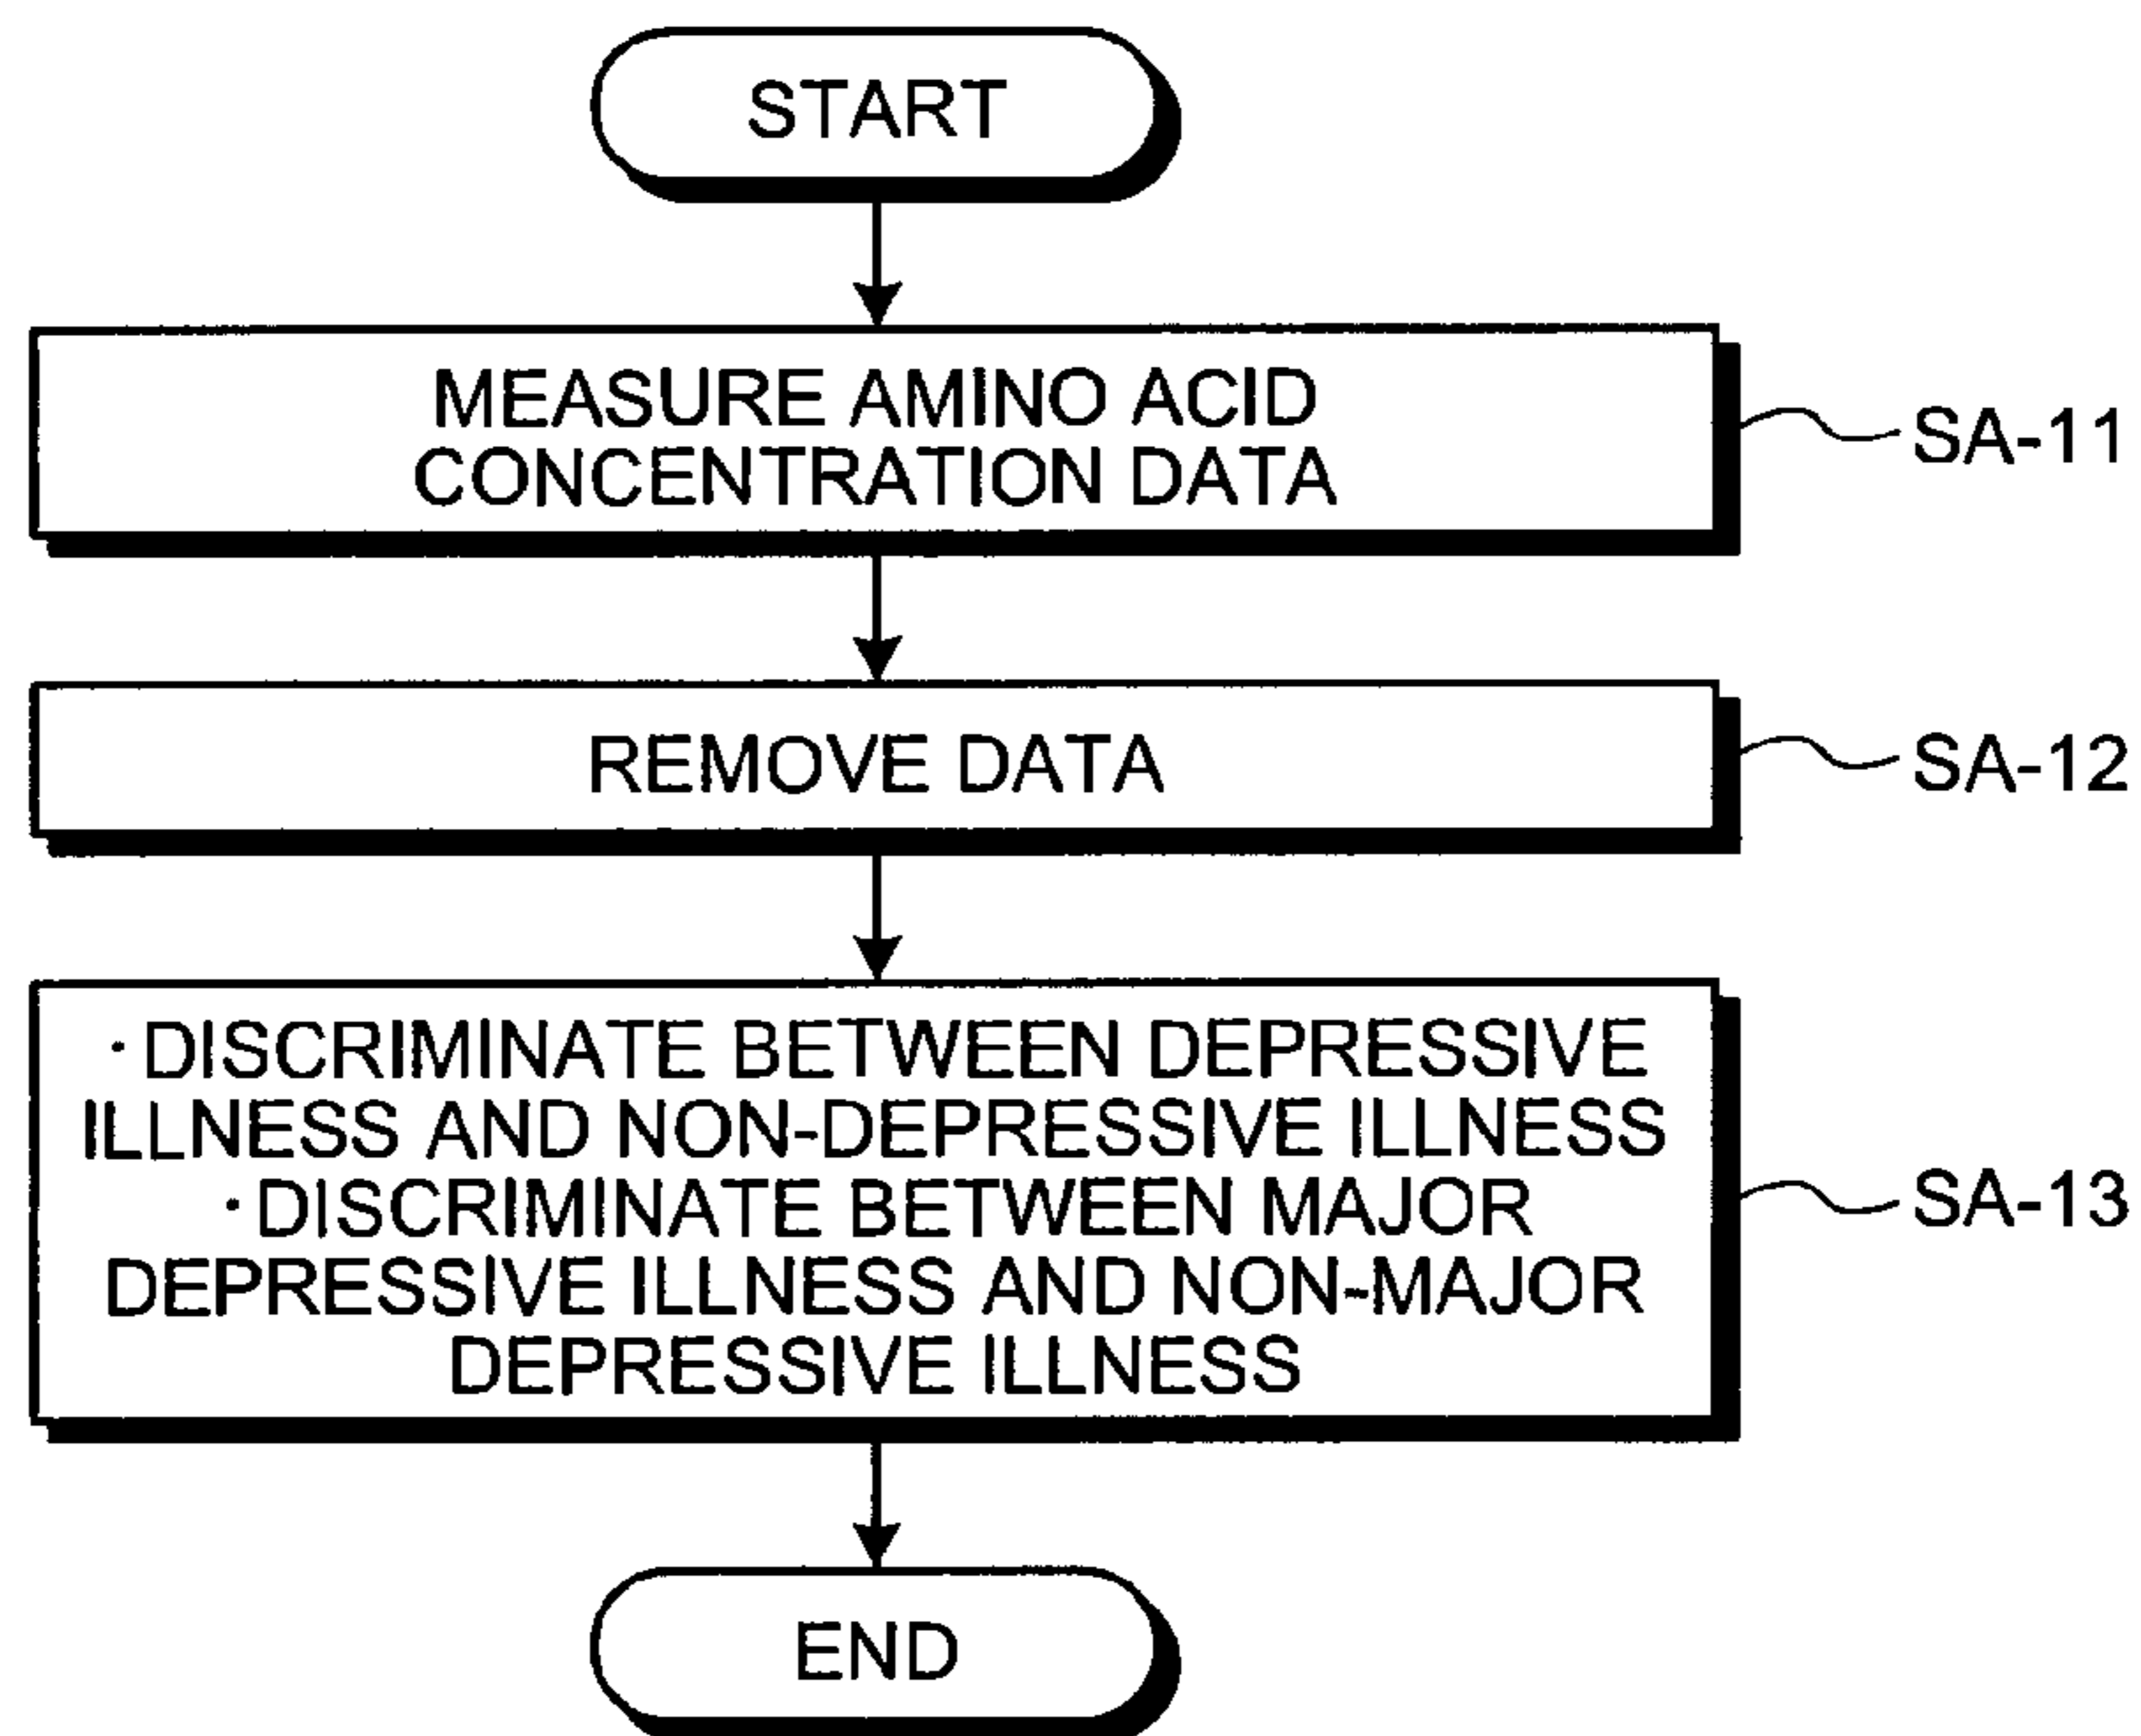 START
MEASURE AMINO ACID
CONCENTRATION DATA
SA-11
REMOVE DATA
SA-12
·DISCRIMINATE BETWEEN DEPRESSIVE
ILLNESS AND NON-DEPRESSIVE ILLNESS
·DISCRIMINATE BETWEEN MAJOR
DEPRESSIVE ILLNESS AND NON-MAJOR
DEPRESSIVE ILLNESS
SA-13
END